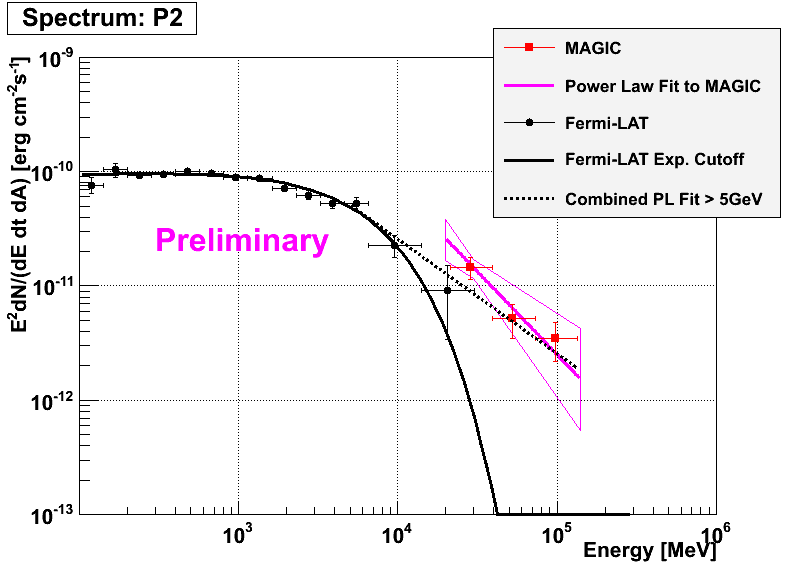 Spectrum: P2
MAGIC
Power Law Fit to MAGIC
Fermi-LAT
Fermi-LAT Exp. Cutoff
Combined PL Fit > 5GeV
Preliminary
E²dN/(dE dt dA) [erg cm⁻²s⁻¹]
10⁻⁹
10⁻¹⁰
10⁻¹¹
10⁻¹²
10⁻¹³
10³
10⁴
10⁵
10⁶
Energy [MeV]